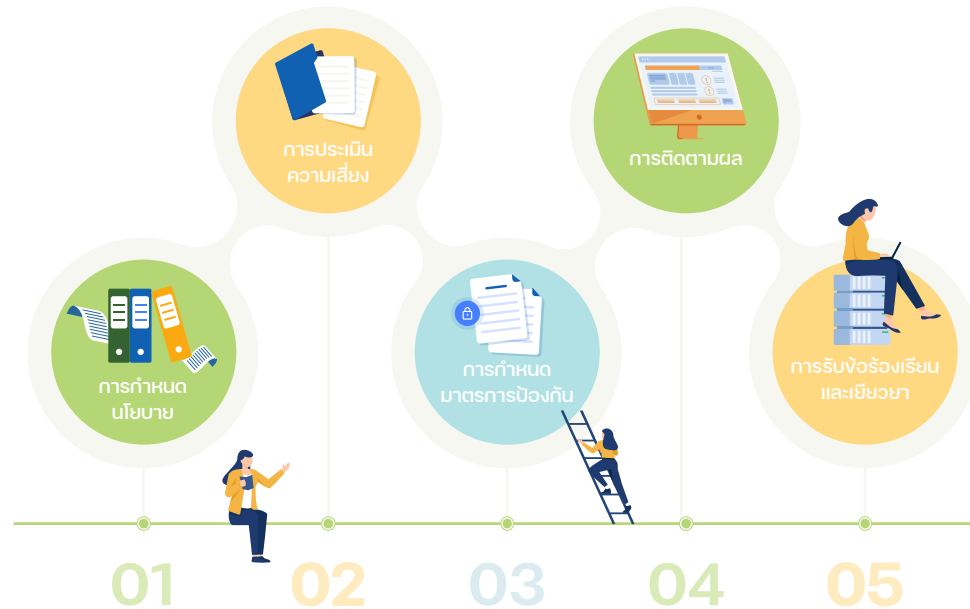 การกำหนด
นโยบาย
การประเมิน
ความเสี่ยง
การกำหนด
มาตรการป้องกัน
การติดตามผล
การรับข้อร้องเรียน
และเยียวยา
01
02
03
04
05